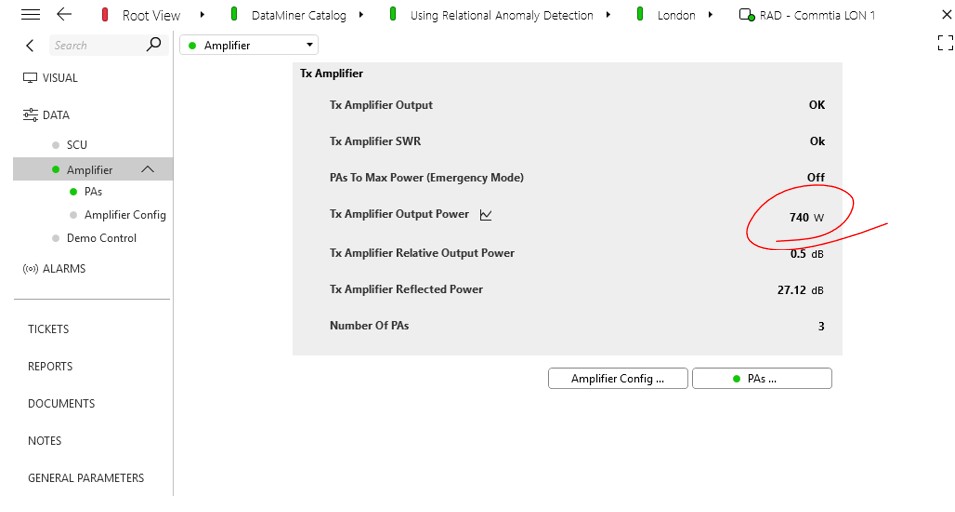 Root View DataMiner Catalog Using Relational Anomaly Detection London RAD - Commtia LON 1
Search
Amplifier
VISUAL
DATA
SCU
Amplifier
PAs
Amplifier Config
Demo Control
ALARMS
TICKETS
REPORTS
DOCUMENTS
NOTES
GENERAL PARAMETERS
Tx Amplifier
Tx Amplifier Output OK
Tx Amplifier SWR Ok
PAs To Max Power (Emergency Mode) Off
Tx Amplifier Output Power 740 W
Tx Amplifier Relative Output Power 0.5 dB
Tx Amplifier Reflected Power 27.12 dB
Number Of PAs 3
Amplifier Config ... PAs ...